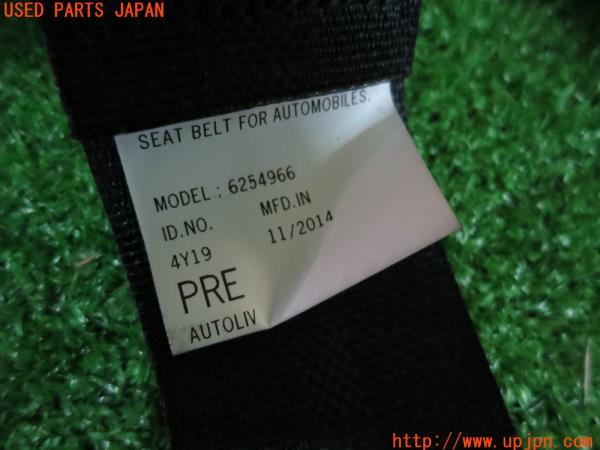 USED PARTS JAPAN
SEAT BELT FOR AUTOMOBILES.
MODEL : 6254966
ID.NO. MFD.IN
4Y19 11/2014
PRE
AUTOLIV
http://www.upjpn.com